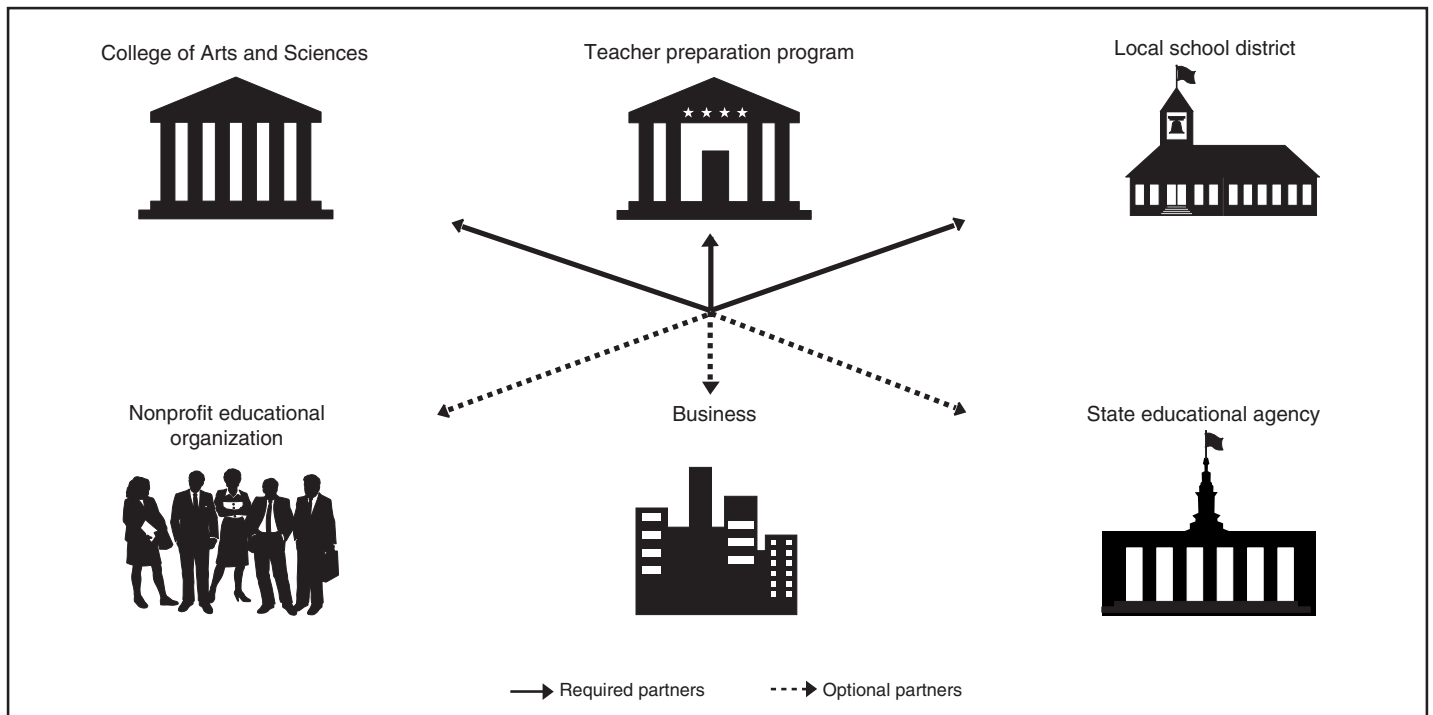 College of Arts and Sciences
Teacher preparation program
Local school district
Nonprofit educational
organization
Business
State educational agency
Required partners
Optional partners